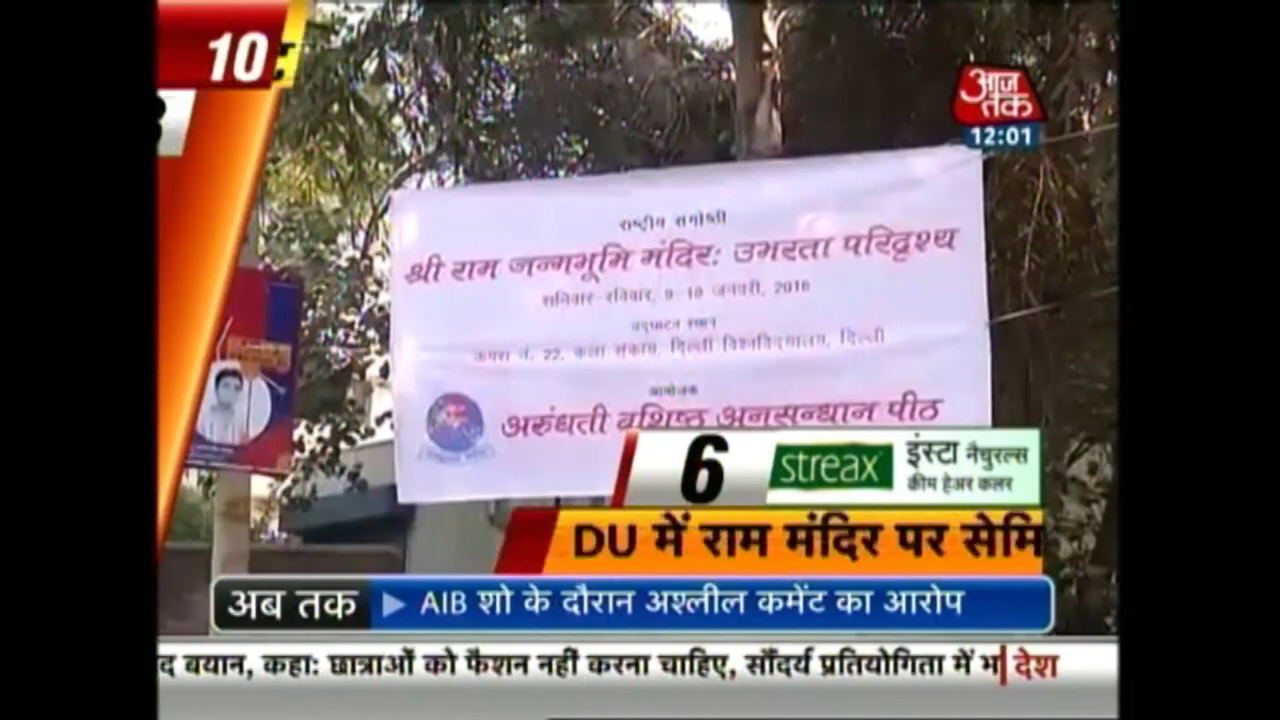 10
आज
तक
12:01
राष्ट्रीय संगोष्ठी
श्री राम जन्मभूमि मंदिर: उभरता परिदृश्य
शनिवार-रविवार, 9-10 जनवरी, 2016
उद्घाटन स्थान
कमरा नं. 22, कला संकाय, दिल्ली विश्वविद्यालय, दिल्ली
आयोजक
अरुंधती वशिष्ठ अनुसन्धान पीठ
6
streax
इंस्टा नैचुरल्स
कीम हेअर कलर
DU में राम मंदिर पर सेमि
अब तक
AIB शो के दौरान अश्लील कमेंट का आरोप
द बयान, कहा: छात्राओं को फैशन नहीं करना चाहिए, सौंदर्य प्रतियोगिता में भ
देश